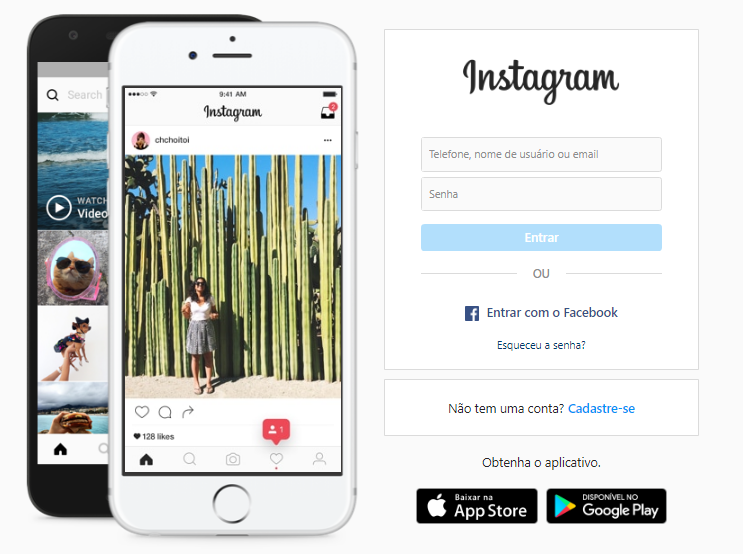 Search
WATCH
Video
9:41 AM
Instagram
2
chchoitoi
128 likes
1
Instagram
Telefone, nome de usuário ou email
Senha
Entrar
OU
Entrar com o Facebook
Esqueceu a senha?
Não tem uma conta? Cadastre-se
Obtenha o aplicativo.
Baixar na
App Store
DISPONÍVEL NO
Google Play